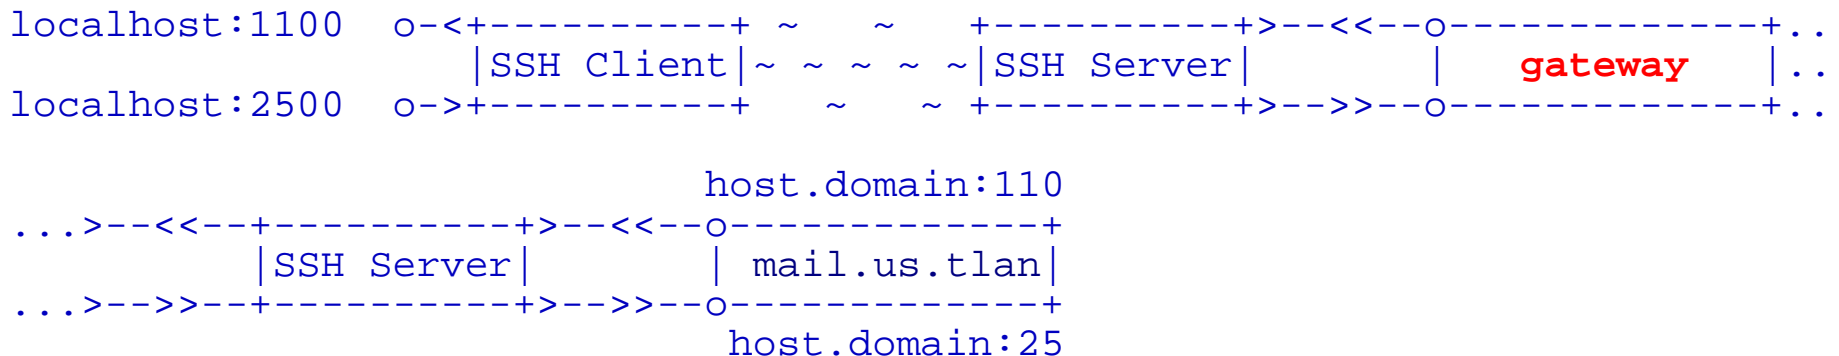 localhost:1100  o-<+----------+ ~   ~   +----------+>--<<--o-------------+..
                   |SSH Client|~ ~ ~ ~ ~|SSH Server|       |   gateway   |..
localhost:2500  o->+----------+   ~   ~ +----------+>-->>--o-------------+..
                             host.domain:110
...>--<<--+----------+>--<<--o-------------+
          |SSH Server|       | mail.us.tlan|
...>-->>--+----------+>-->>--o-------------+
                              host.domain:25